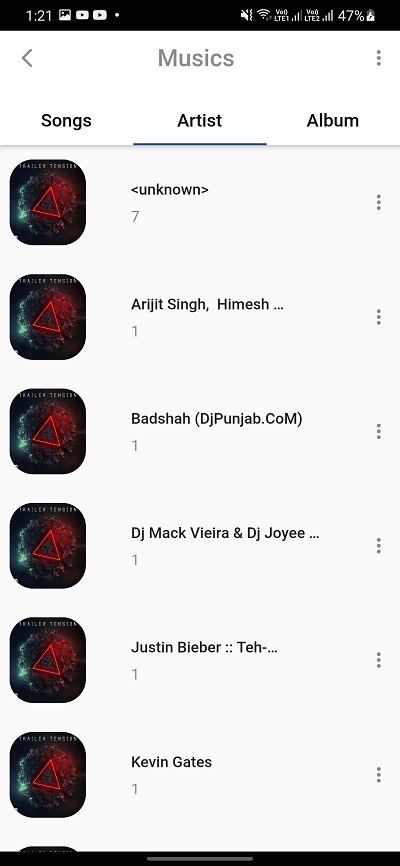 1:21 Vo) LTE1 Vo) LTE2 47%
Musics
Songs Artist Album
TRAILER TENSION
<unknown>
7
TRAILER TENSION
Arijit Singh,  Himesh ...
1
TRAILER TENSION
Badshah (DjPunjab.CoM)
1
TRAILER TENSION
Dj Mack Vieira & Dj Joyee ...
1
TRAILER TENSION
Justin Bieber :: Teh-...
1
TRAILER TENSION
Kevin Gates
1